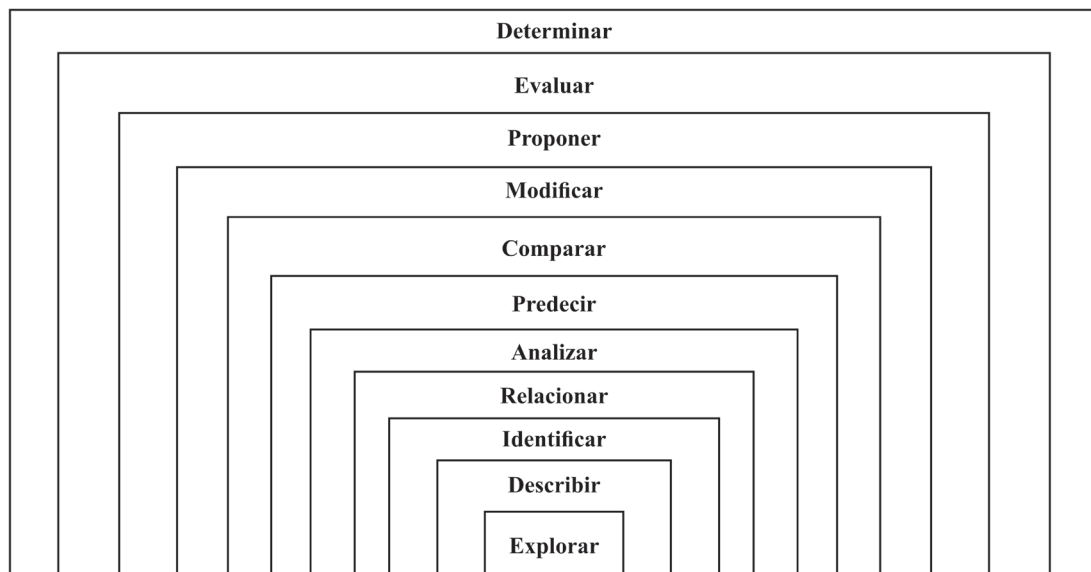 Determinar
Evaluar
Proponer
Modificar
Comparar
Predecir
Analizar
Relacionar
Identificar
Describir
Explorar